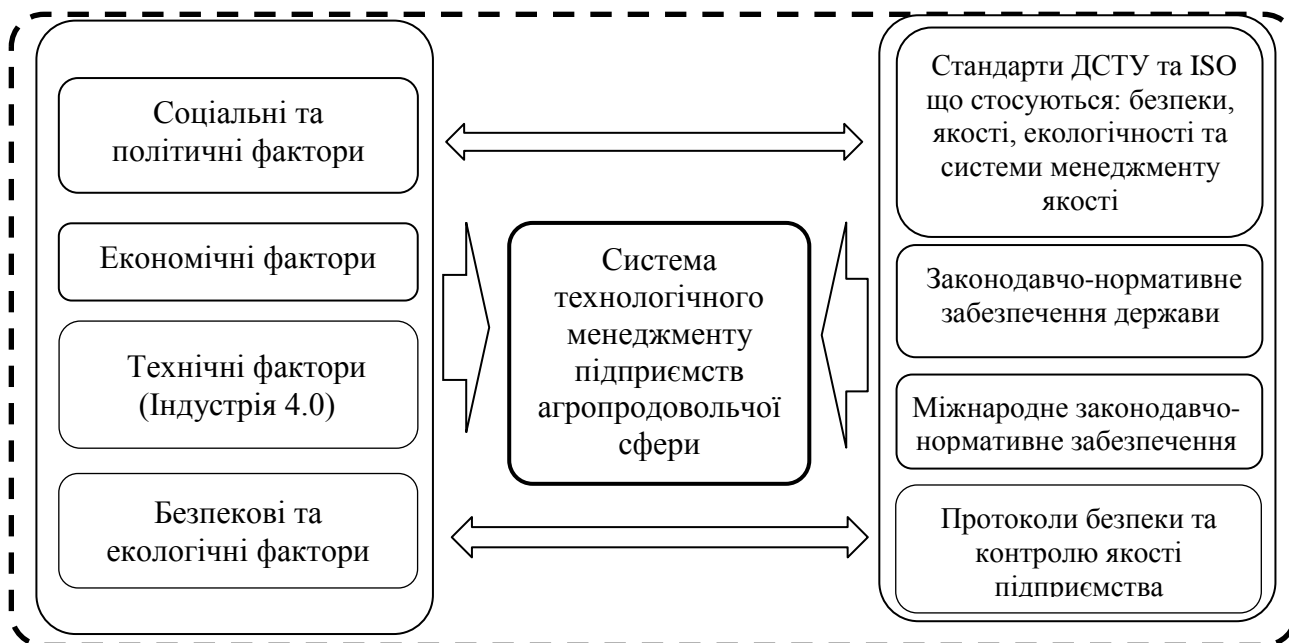 Соціальні та
політичні фактори
Економічні фактори
Технічні фактори
(Індустрія 4.0)
Безпекові та
екологічні фактори
Система
технологічного
менеджменту
підприємств
агропродовольчої
сфери
Стандарти ДСТУ та ISO
що стосуються: безпеки,
якості, екологічності та
системи менеджменту
якості
Законодавчо-нормативне
забезпечення держави
Міжнародне законодавчо-
нормативне забезпечення
Протоколи безпеки та
контролю якості
підприємства